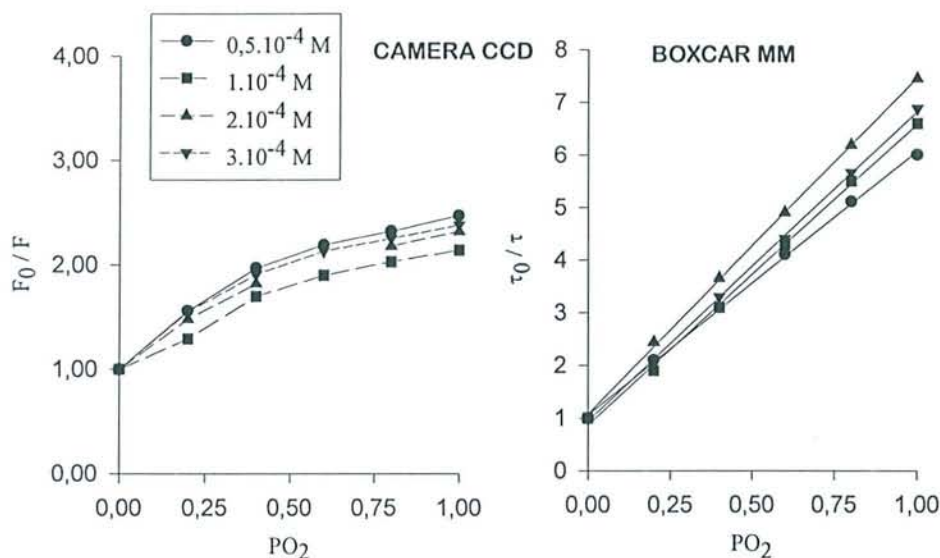 0,5.10⁻⁴ M
1.10⁻⁴ M
2.10⁻⁴ M
3.10⁻⁴ M
CAMERA CCD
4,00
3,00
2,00
1,00
0,00
F₀ / F
0,00 0,25 0,50 0,75 1,00
PO₂
BOXCAR MM
8
7
6
5
4
3
2
1
0
τ₀ / τ
0,00 0,25 0,50 0,75 1,00
PO₂